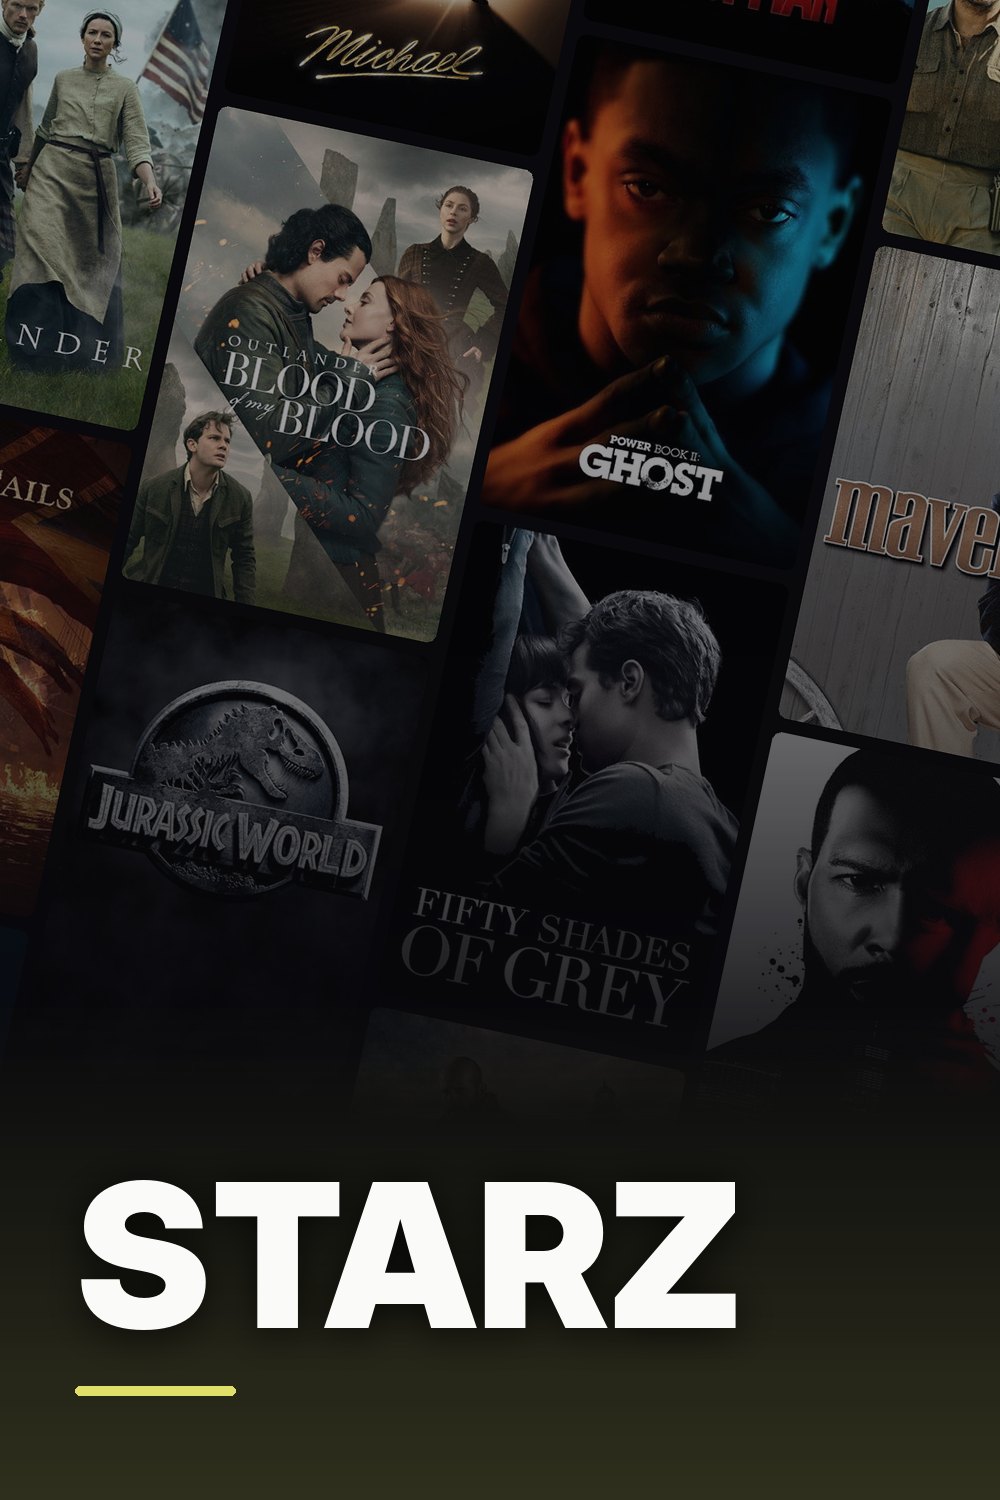 Michael
NDER
OUTLANDER
BLOOD
of my
BLOOD
POWER BOOK II:
GHOST
AILS
mave
JURASSIC WORLD
FIFTY SHADES
OF GREY
STARZ